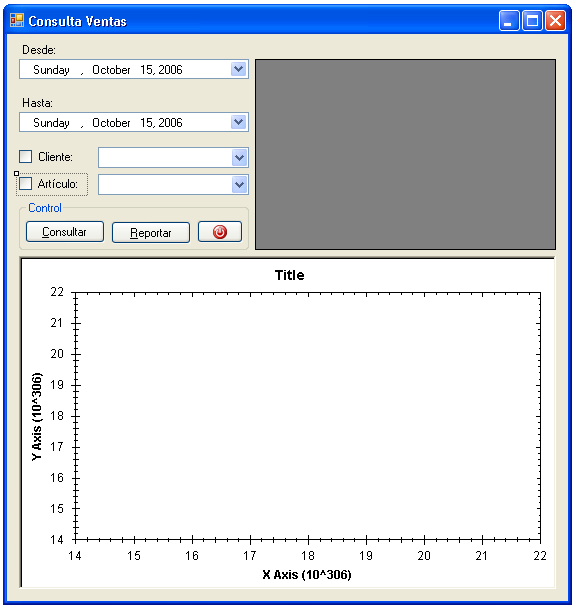 Consulta Ventas
Desde:
Sunday , October 15, 2006
Hasta:
Sunday , October 15, 2006
Cliente:
Artículo:
Control
Consultar
Reportar
Title
22
21
20
19
18
17
16
15
14
Y Axis (10^306)
14 15 16 17 18 19 20 21 22
X Axis (10^306)